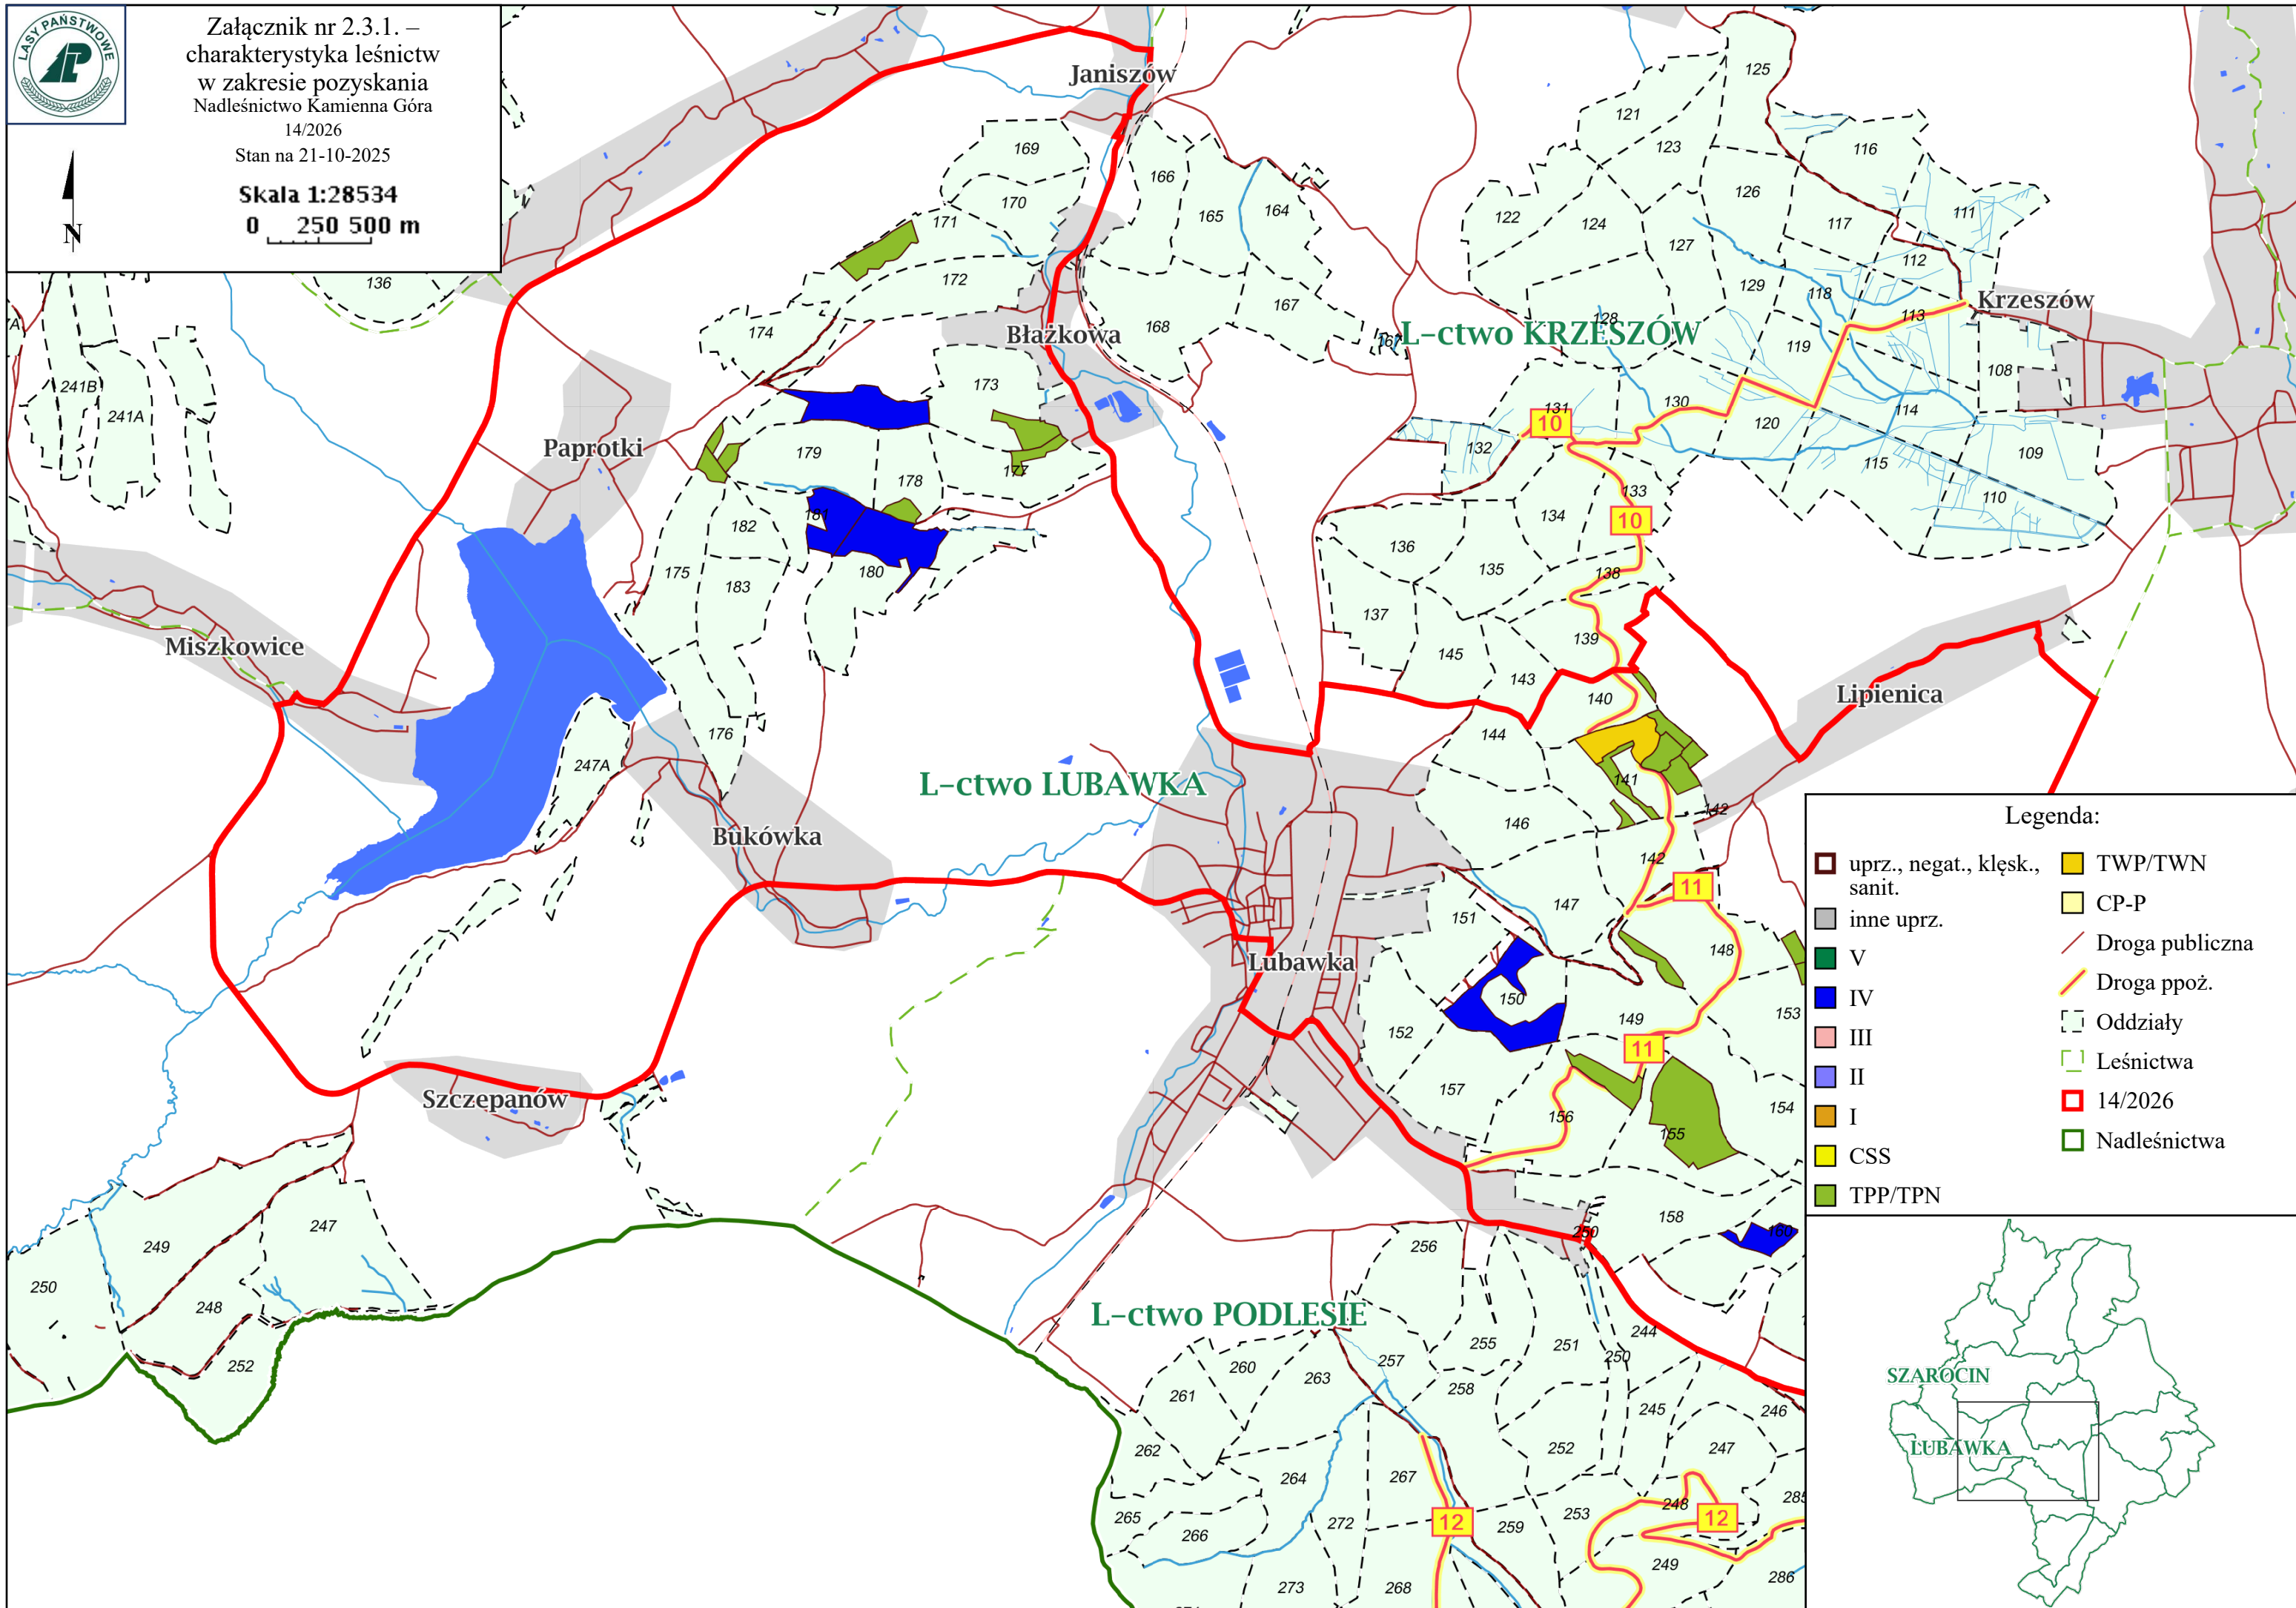 LASY PAŃSTWOWE
Załącznik nr 2.3.1. –
charakterystyka leśnictw
w zakresie pozyskania
Nadleśnictwo Kamienna Góra
14/2026
Stan na 21-10-2025
Skala 1:28534
0 250 500 m
N
Janiszów
125
121
123
116
169
166
126
122
124
170
165
164
117
111
171
127
112
172
129
118
136
167
Krzeszów
128
113
168
Błażkowa
174
L-ctwo KRZESZÓW
167
119
108
173
241B
241A
131
130
10
120
114
Paprotki
132
179
109
115
177
178
133
110
181
182
134
10
136
135
175
180
183
138
137
139
Miszkowice
145
143
Lipienica
140
176
144
247A
141
L-ctwo LUBAWKA
142
146
Bukówka
142
11
147
151
148
Lubawka
150
149
153
152
11
157
Szczepanów
154
156
155
158
160
247
249
256
250
250
248
L-ctwo PODLESIE
244
255
251
250
252
257
260
263
258
261
245
246
262
252
247
264
267
285
265
248
253
12
12
272
259
266
249
286
273
268
Legenda:
uprz., negat., klęsk.,
sanit.
inne uprz.
V
IV
III
II
I
CSS
TPP/TPN
TWP/TWN
CP-P
Droga publiczna
Droga ppoż.
Oddziały
Leśnictwa
14/2026
Nadleśnictwa
SZAROCIN
LUBAWKA